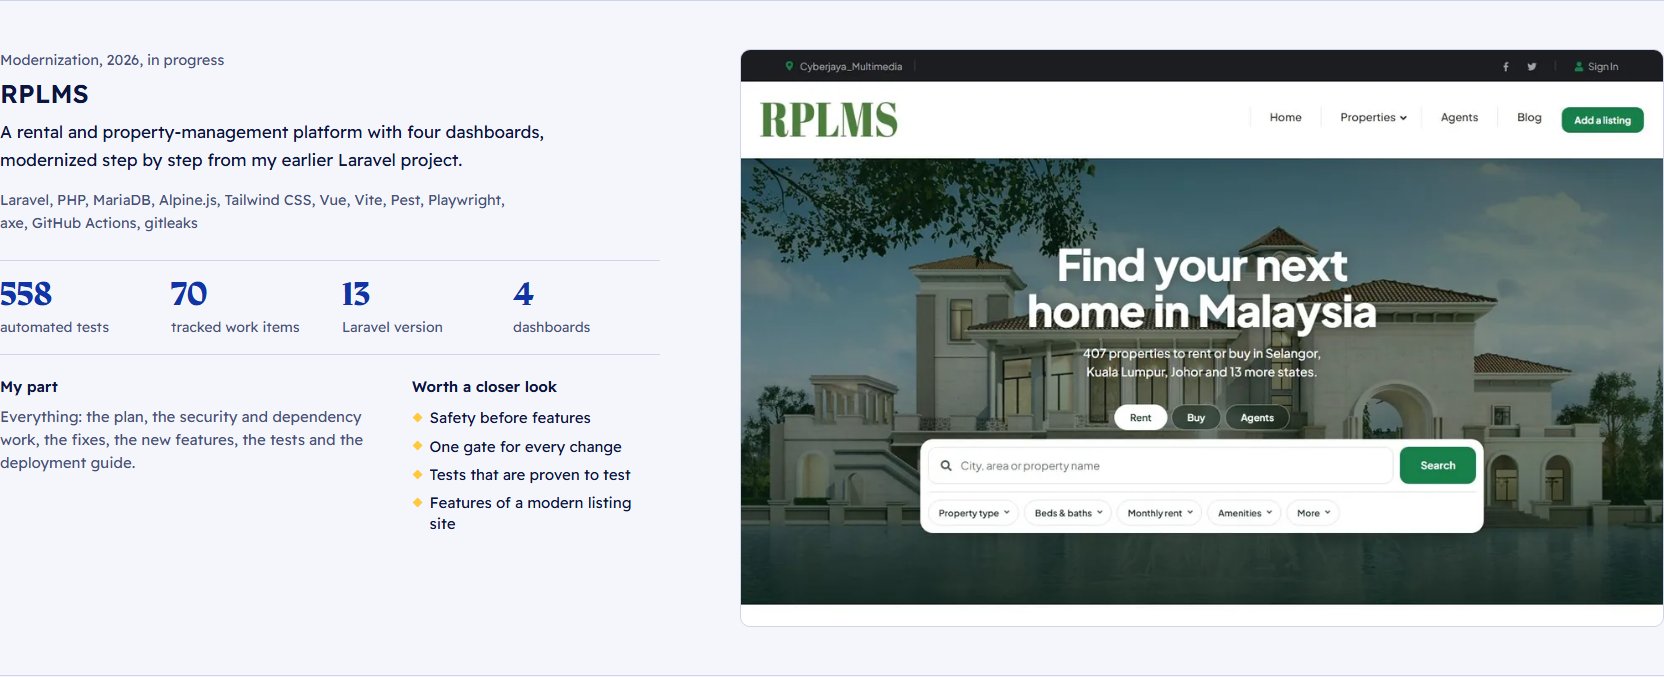 Modernization, 2026, in progress
RPLMS
A rental and property-management platform with four dashboards,
modernized step by step from my earlier Laravel project.
Laravel, PHP, MariaDB, Alpine.js, Tailwind CSS, Vue, Vite, Pest, Playwright,
axe, GitHub Actions, gitleaks
558
automated tests
70
tracked work items
13
Laravel version
4
dashboards
My part
Everything: the plan, the security and dependency
work, the fixes, the new features, the tests and the
deployment guide.
Worth a closer look
Safety before features
One gate for every change
Tests that are proven to test
Features of a modern listing
site
Cyberjaya_Multimedia
Sign In
RPLMS
Home
Properties
Agents
Blog
Add a listing
Find your next
home in Malaysia
407 properties to rent or buy in Selangor,
Kuala Lumpur, Johor and 13 more states.
Rent
Buy
Agents
City, area or property name
Search
Property type
Beds & baths
Monthly rent
Amenities
More